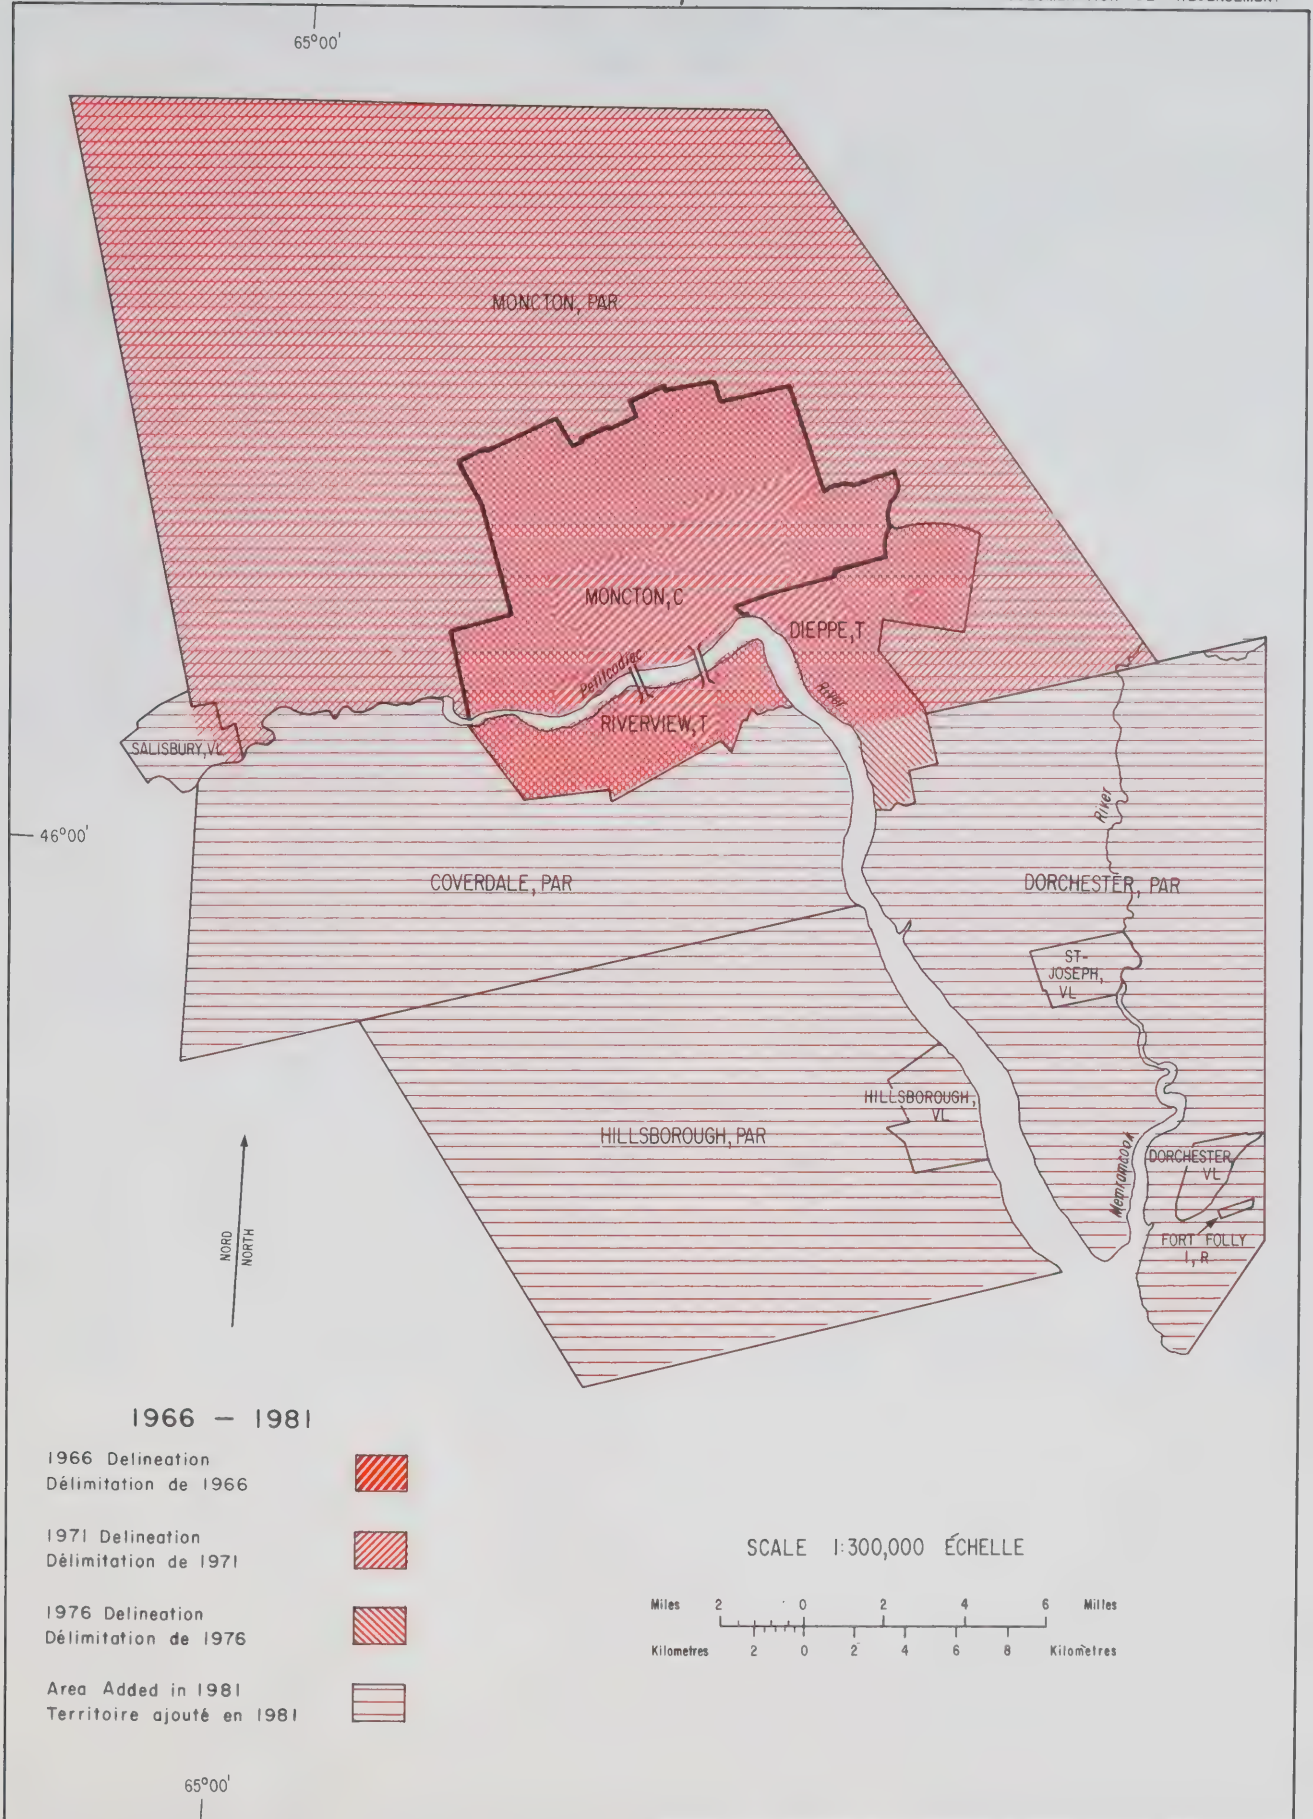 65°00'
MONCTON, PAR
MONCTON, C
DIEPPE, T
Petitcodiac
River
RIVERVIEW, T
SALISBURY, VL
46°00'
River
COVERDALE, PAR
DORCHESTER, PAR
ST-
JOSEPH,
VL
HILLSBOROUGH,
VL
HILLSBOROUGH, PAR
Memramcook
DORCHESTER
VL
FORT FOLLY
I, R
NORD
NORTH
1966 – 1981
1966 Delineation
Délimitation de 1966
1971 Delineation
Délimitation de 1971
1976 Delineation
Délimitation de 1976
Area Added in 1981
Territoire ajouté en 1981
SCALE 1:300,000 ÉCHELLE
Miles 2 0 2 4 6 Milles
Kilometres 2 0 2 4 6 8 Kilomètres
65°00'